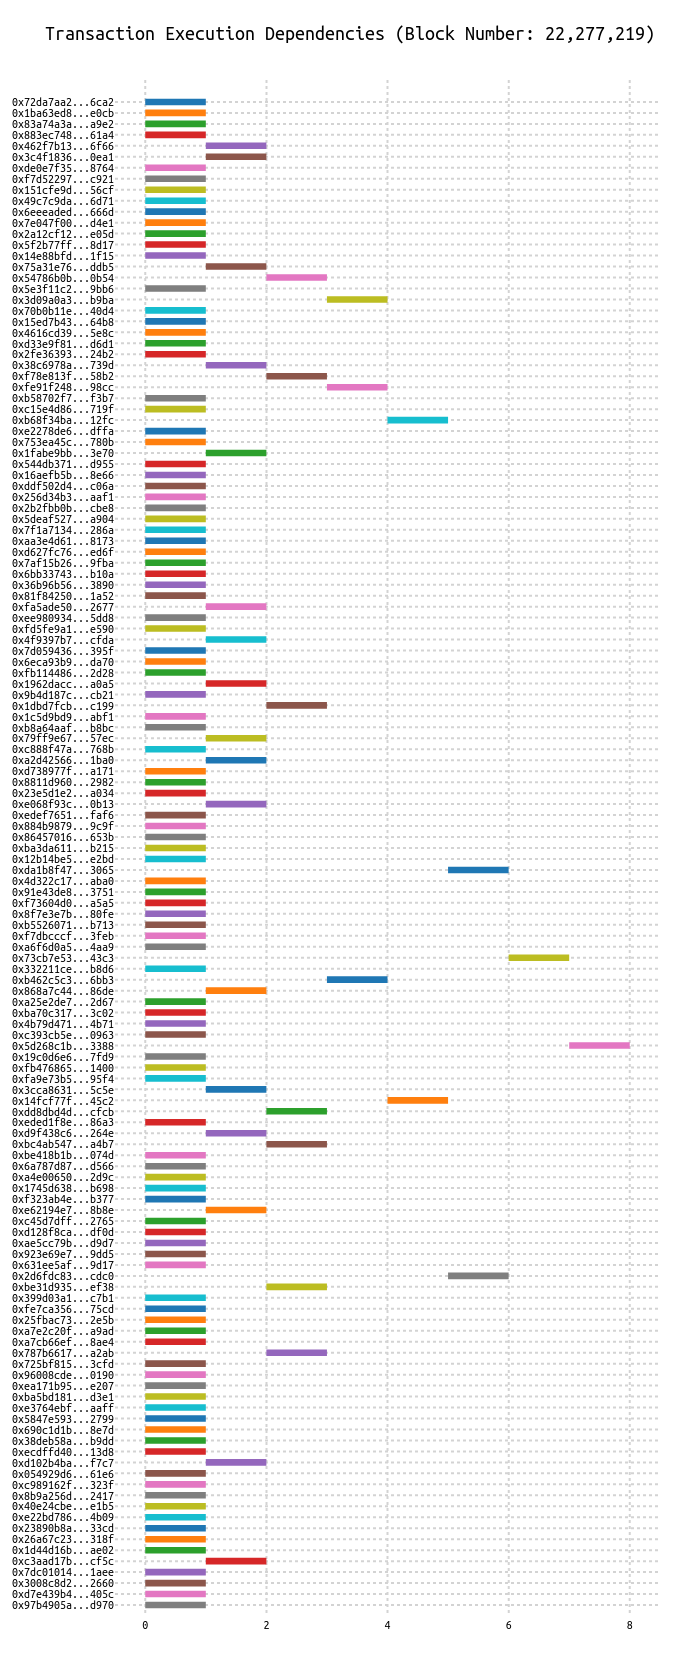 Transaction Execution Dependencies (Block Number: 22,277,219)
0x72da7aa2...6ca2
0x1ba63ed8...e0cb
0x83a74a3a...a9e2
0x883ec748...61a4
0x462f7b13...6f66
0x3c4f1836...0ea1
0xde0e7f35...8764
0xf7d52297...c921
0x151cfe9d...56cf
0x49c7c9da...6d71
0x6eeeaded...666d
0x7e047f00...d4e1
0x2a12cf12...e05d
0x5f2b77ff...8d17
0x14e88bfd...1f15
0x75a31e76...ddb5
0x54786b0b...0b54
0x5e3f11c2...9bb6
0x3d09a0a3...b9ba
0x70b0b11e...40d4
0x15ed7b43...64b8
0x4616cd39...5e8c
0xd33e9f81...d6d1
0x2fe36393...24b2
0x38c6978a...739d
0xf78e813f...58b2
0xfe91f248...98cc
0xb58702f7...f3b7
0xc15e4d86...719f
0xb68f34ba...12fc
0xe2278de6...dffa
0x753ea45c...780b
0x1fabe9bb...3e70
0x544db371...d955
0x16aefb5b...8e66
0xddf502d4...c06a
0x256d34b3...aaf1
0x2b2fbb0b...cbe8
0x5deaf527...a904
0x7f1a7134...286a
0xaa3e4d61...8173
0xd627fc76...ed6f
0x7af15b26...9fba
0x6bb33743...b10a
0x36b96b56...3890
0x81f84250...1a52
0xfa5ade50...2677
0xee980934...5dd8
0xfd5fe9a1...e590
0x4f9397b7...cfda
0x7d059436...395f
0x6eca93b9...da70
0xfb114486...2d28
0x1962dacc...a0a5
0x9b4d187c...cb21
0x1dbd7fcb...c199
0x1c5d9bd9...abf1
0xb8a64aaf...b8bc
0x79ff9e67...57ec
0xc888f47a...768b
0xa2d42566...1ba0
0xd738977f...a171
0x8811d960...2982
0x23e5d1e2...a034
0xe068f93c...0b13
0xedef7651...faf6
0x884b9879...9c9f
0x86457016...653b
0xba3da611...b215
0x12b14be5...e2bd
0xda1b8f47...3065
0x4d322c17...aba0
0x91e43de8...3751
0xf73604d0...a5a5
0x8f7e3e7b...80fe
0xb5526071...b713
0xf7dbcccf...3feb
0xa6f6d0a5...4aa9
0x73cb7e53...43c3
0x332211ce...b8d6
0xb462c5c3...6bb3
0x868a7c44...86de
0xa25e2de7...2d67
0xba70c317...3c02
0x4b79d471...4b71
0xc393cb5e...0963
0x5d268c1b...3388
0x19c0d6e6...7fd9
0xfb476865...1400
0xfa9e73b5...95f4
0x3cca8631...5c5e
0x14fcf77f...45c2
0xdd8dbd4d...cfcb
0xeded1f8e...86a3
0xd9f438c6...264e
0xbc4ab547...a4b7
0xbe418b1b...074d
0x6a787d87...d566
0xa4e00650...2d9c
0x1745d638...b698
0xf323ab4e...b377
0xe62194e7...8b8e
0xc45d7dff...2765
0xd128f8ca...df0d
0xae5cc79b...d9d7
0x923e69e7...9dd5
0x631ee5af...9d17
0x2d6fdc83...cdc0
0xbe31d935...ef38
0x399d03a1...c7b1
0xfe7ca356...75cd
0x25fbac73...2e5b
0xa7e2c20f...a9ad
0xa7cb66ef...8ae4
0x787b6617...a2ab
0x725bf815...3cfd
0x96008cde...0190
0xea171b95...e207
0xba5bd181...d3e1
0xe3764ebf...aaff
0x5847e593...2799
0x690c1d1b...8e7d
0x38deb58a...b9dd
0xecdffd40...13d8
0xd102b4ba...f7c7
0x054929d6...61e6
0xc989162f...323f
0x8b9a256d...2417
0x40e24cbe...e1b5
0xe22bd786...4b09
0x23890b8a...33cd
0x26a67c23...318f
0x1d44d16b...ae02
0xc3aad17b...cf5c
0x7dc01014...1aee
0x3008c8d2...2660
0xd7e439b4...405c
0x97b4905a...d970
0 2 4 6 8